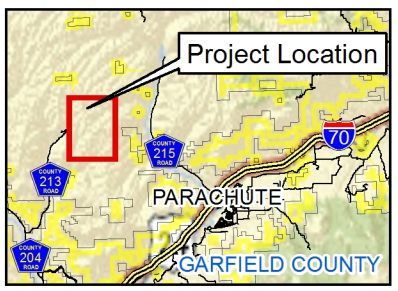 Project Location
70
COUNTY
215
ROAD
COUNTY
213
ROAD
PARACHUTE
COUNTY
204
ROAD
GARFIELD COUNTY